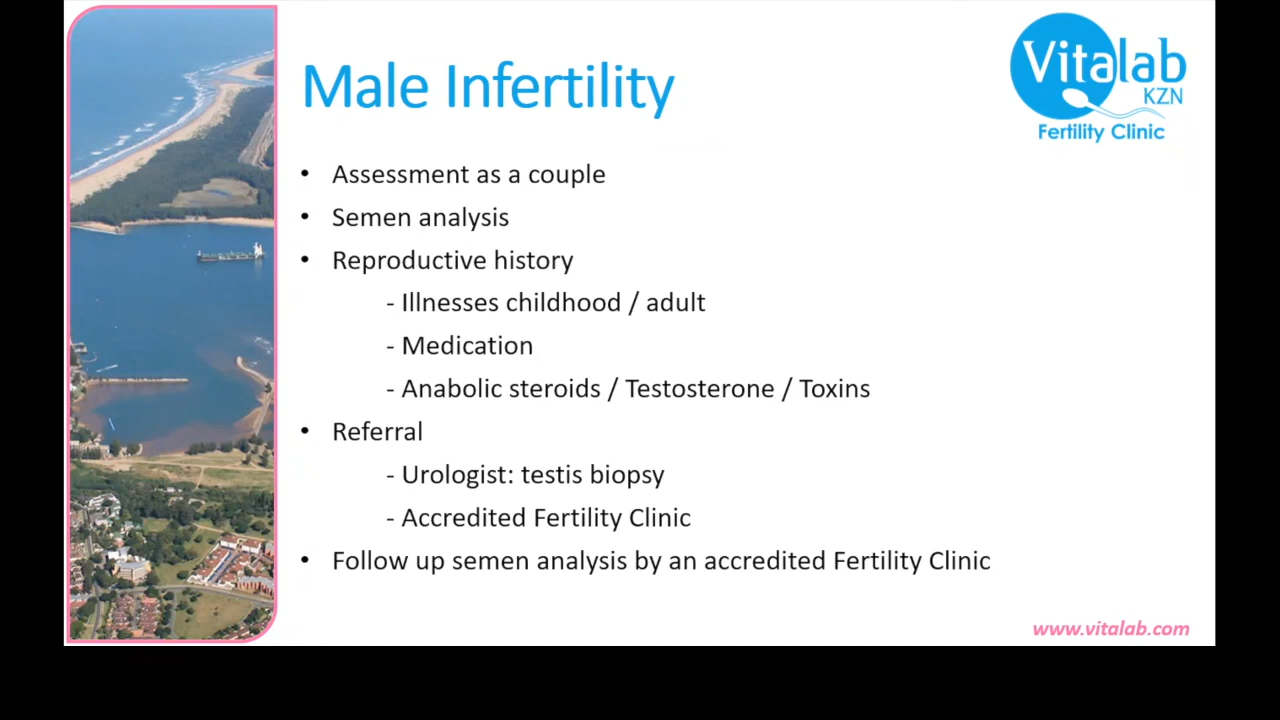 Male Infertility
Vitalab
KZN
Fertility Clinic
• Assessment as a couple
• Semen analysis
• Reproductive history
- Illnesses childhood / adult
- Medication
- Anabolic steroids / Testosterone / Toxins
• Referral
- Urologist: testis biopsy
- Accredited Fertility Clinic
• Follow up semen analysis by an accredited Fertility Clinic
www.vitalab.com